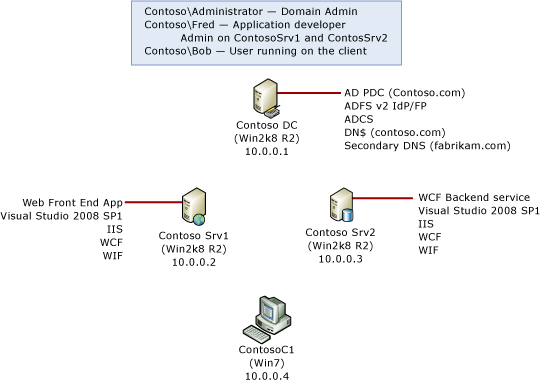 Contoso\Administrator — Domain Admin
Contoso\Fred — Application developer
Admin on ContosoSrv1 and ContosSrv2
Contoso\Bob — User running on the client
Contoso DC
(Win2k8 R2)
10.0.0.1
AD PDC (Contoso.com)
ADFS v2 IdP/FP
ADCS
DN$ (contoso.com)
Secondary DNS (fabrikam.com)
Web Front End App
Visual Studio 2008 SP1
IIS
WCF
WIF
Contoso Srv1
(Win2k8 R2)
10.0.0.2
Contoso Srv2
(Win2k8 R2)
10.0.0.3
WCF Backend service
Visual Studio 2008 SP1
IIS
WCF
WIF
ContosoC1
(Win7)
10.0.0.4